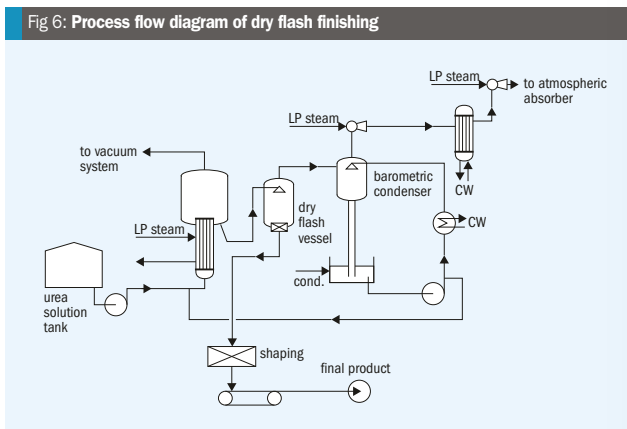 Fig 6: Process flow diagram of dry flash finishing
LP steam
to atmospheric
absorber
LP steam
to vacuum
system
barometric
condenser
CW
dry
flash
vessel
LP steam
CW
cond.
urea
solution
tank
shaping
final product